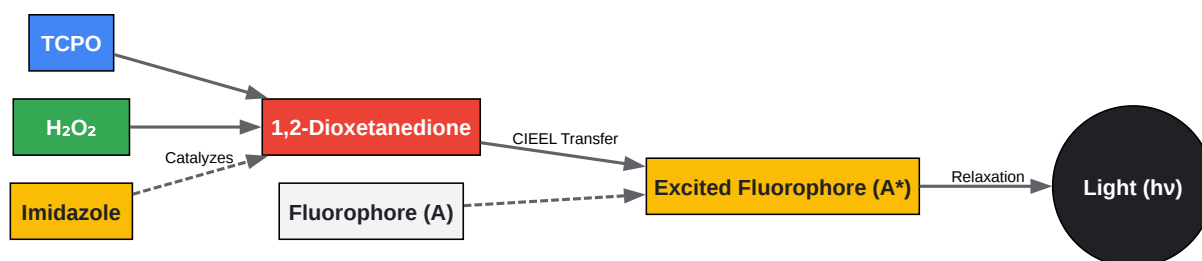 TCPO
H₂O₂
Imidazole
Catalyzes
1,2-Dioxetanedione
Fluorophore (A)
CIEEL Transfer
Excited Fluorophore (A*)
Relaxation
Light (hν)